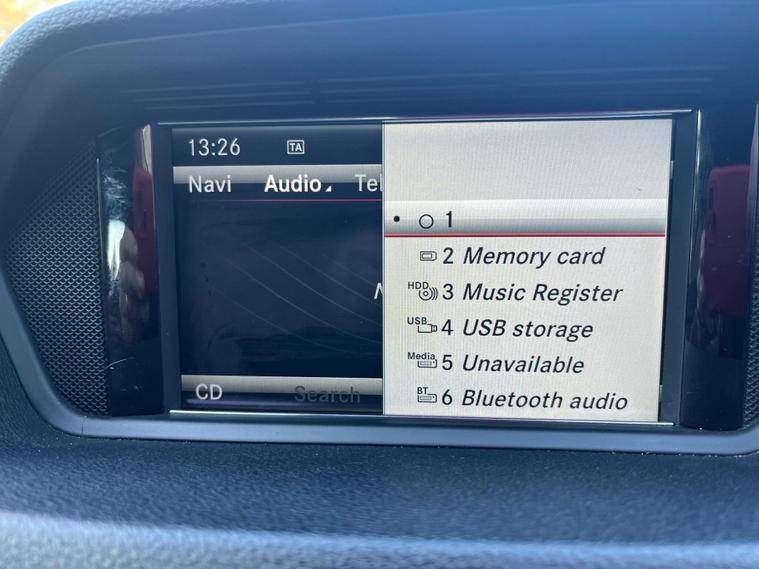 13:26 TA
Navi Audio Tel
1
2 Memory card
HDD 3 Music Register
USB 4 USB storage
Media 5 Unavailable
BT 6 Bluetooth audio
CD Search